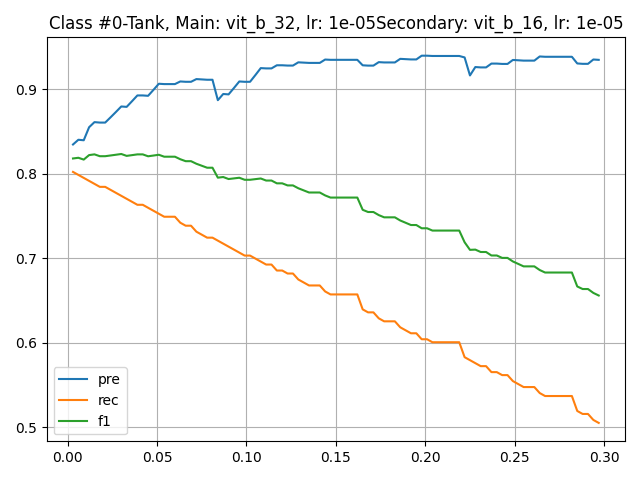 Class #0-Tank, Main: vit_b_32, lr: 1e-05Secondary: vit_b_16, lr: 1e-05
0.9
0.8
0.7
0.6
0.5
pre
rec
f1
0.00 0.05 0.10 0.15 0.20 0.25 0.30